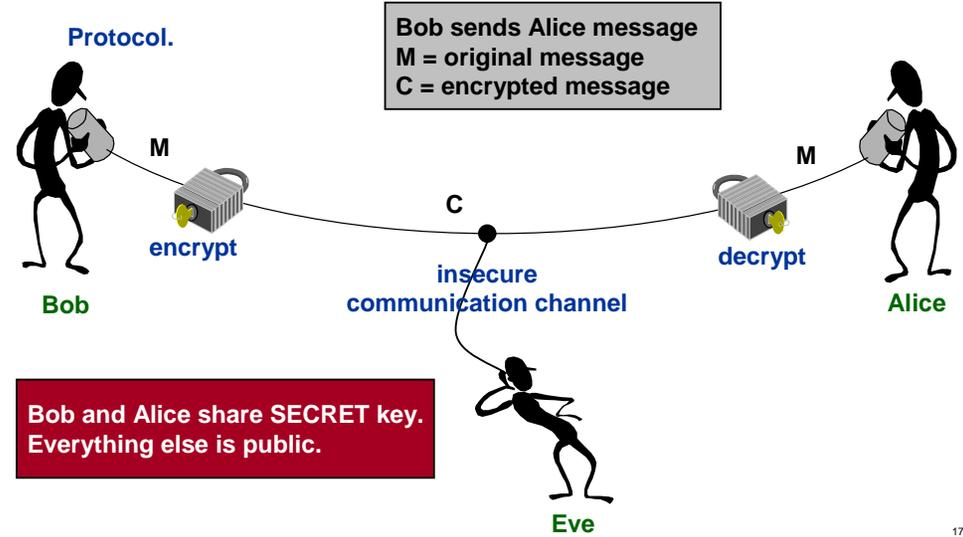 Protocol.
Bob sends Alice message
M = original message
C = encrypted message
M
M
C
encrypt
decrypt
insecure
communication channel
Bob
Alice
Bob and Alice share SECRET key.
Everything else is public.
Eve
17